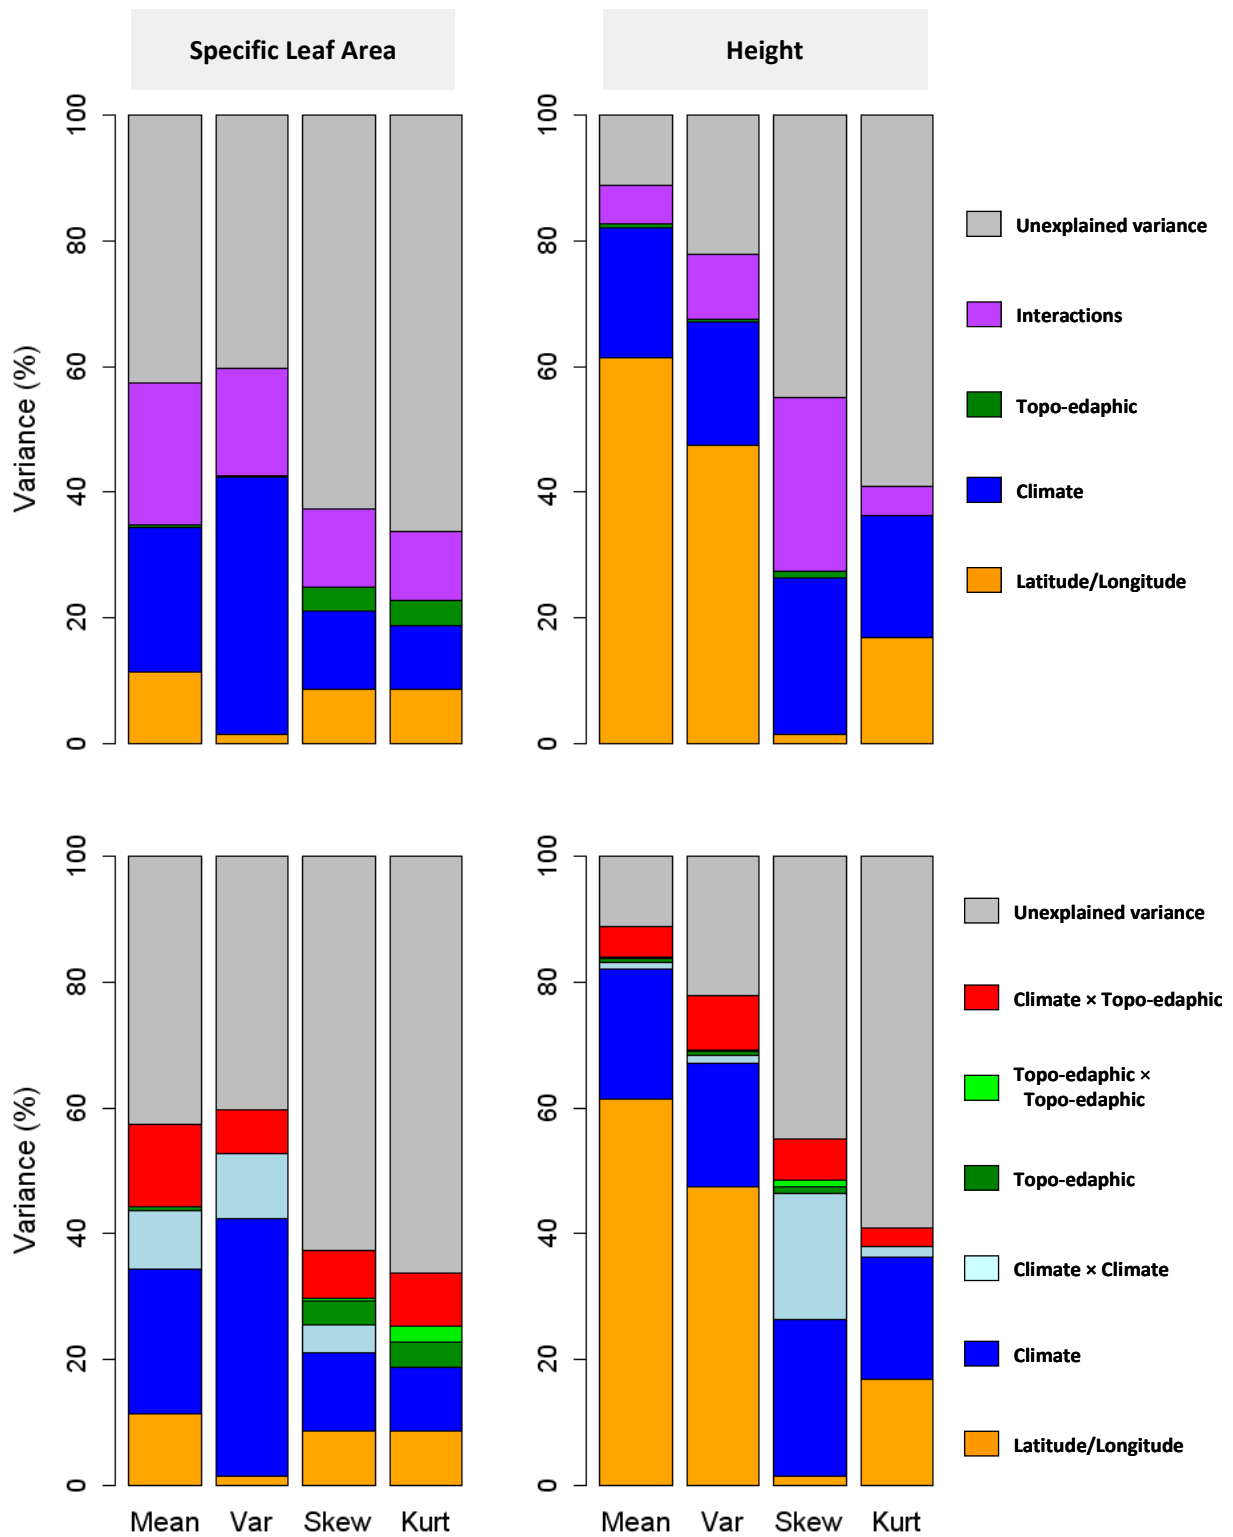 Specific Leaf Area
Height
Variance (%)
0
20
40
60
80
100
0
20
40
60
80
100
Unexplained variance
Interactions
Topo-edaphic
Climate
Latitude/Longitude
Variance (%)
0
20
40
60
80
100
0
20
40
60
80
100
Mean Var Skew Kurt
Mean Var Skew Kurt
Unexplained variance
Climate × Topo-edaphic
Topo-edaphic ×
Topo-edaphic
Topo-edaphic
Climate × Climate
Climate
Latitude/Longitude